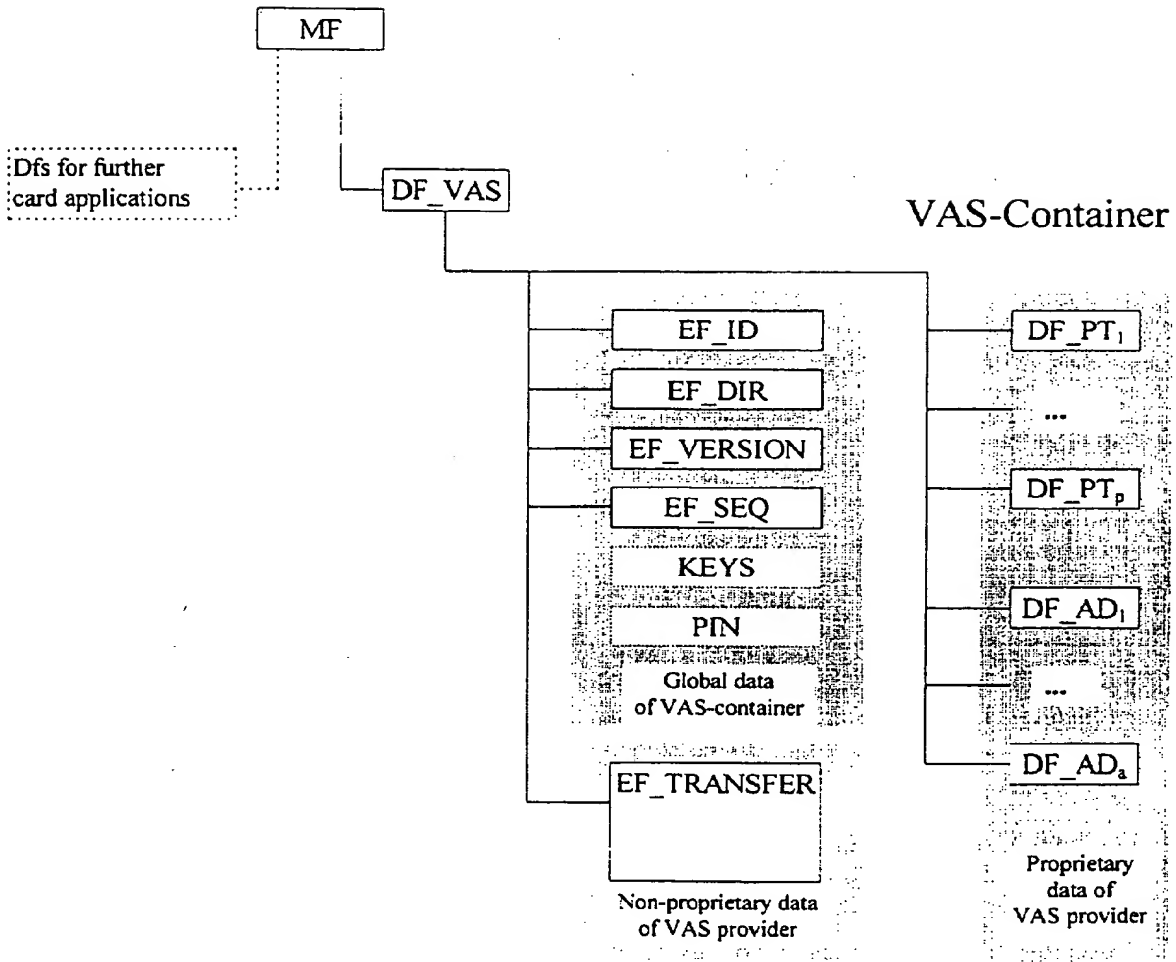 MF
Dfs for further
card applications
DF_VAS
VAS-Container
EF_ID
EF_DIR
EF_VERSION
EF_SEQ
KEYS
PIN
Global data
of VAS-container
EF_TRANSFER
Non-proprietary data
of VAS provider
DF_PT₁
...
DF_PTₚ
DF_AD₁
...
DF_ADₐ
Proprietary
data of
VAS provider